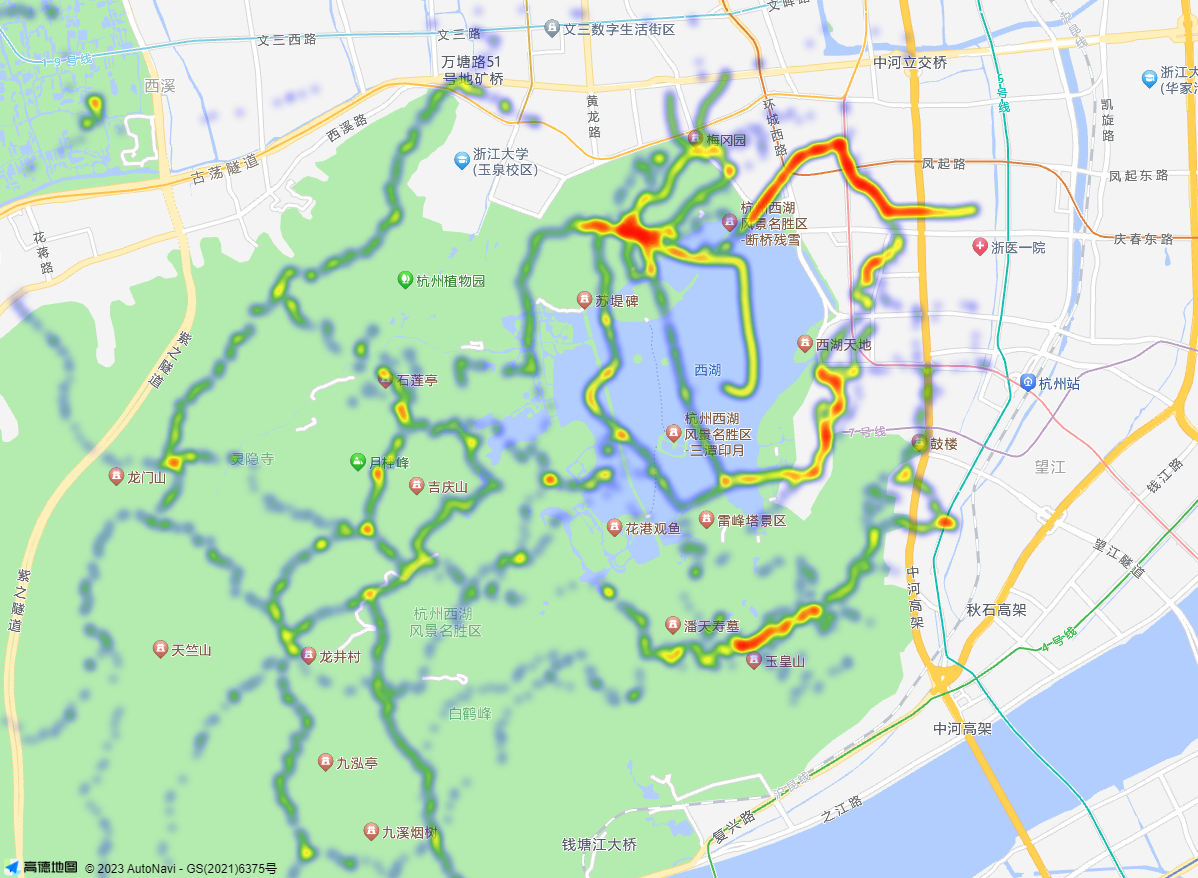 文晖路
文三路
文三西路
文三数字生活街区
沪昆线
19号线
万塘路51
号地矿桥
中河立交桥
浙江大
(华家池
西溪
5号线
黄龙路
环城西路
凯旋路
西溪路
梅冈园
浙江大学
(玉泉校区)
古荡隧道
凤起路
凤起东路
杭州西湖
风景名胜区
-断桥残雪
花蒋路
庆春东路
浙医一院
杭州植物园
苏堤碑
紫之隧道
西湖天地
西湖
石莲亭
杭州站
杭州西湖
风景名胜区
-三潭印月
7号线
鼓楼
灵隐寺
月桂峰
望江
龙门山
吉庆山
钱江路
花港观鱼
雷峰塔景区
望江隧道
紫之隧道
中河高架
秋石高架
杭州西湖
风景名胜区
潘天寿墓
4号线
天竺山
龙井村
玉皇山
白鹤峰
中河高架
九泓亭
沪昆线
之江路
复兴路
九溪烟树
钱塘江大桥
高德地图 © 2023 AutoNavi - GS(2021)6375号